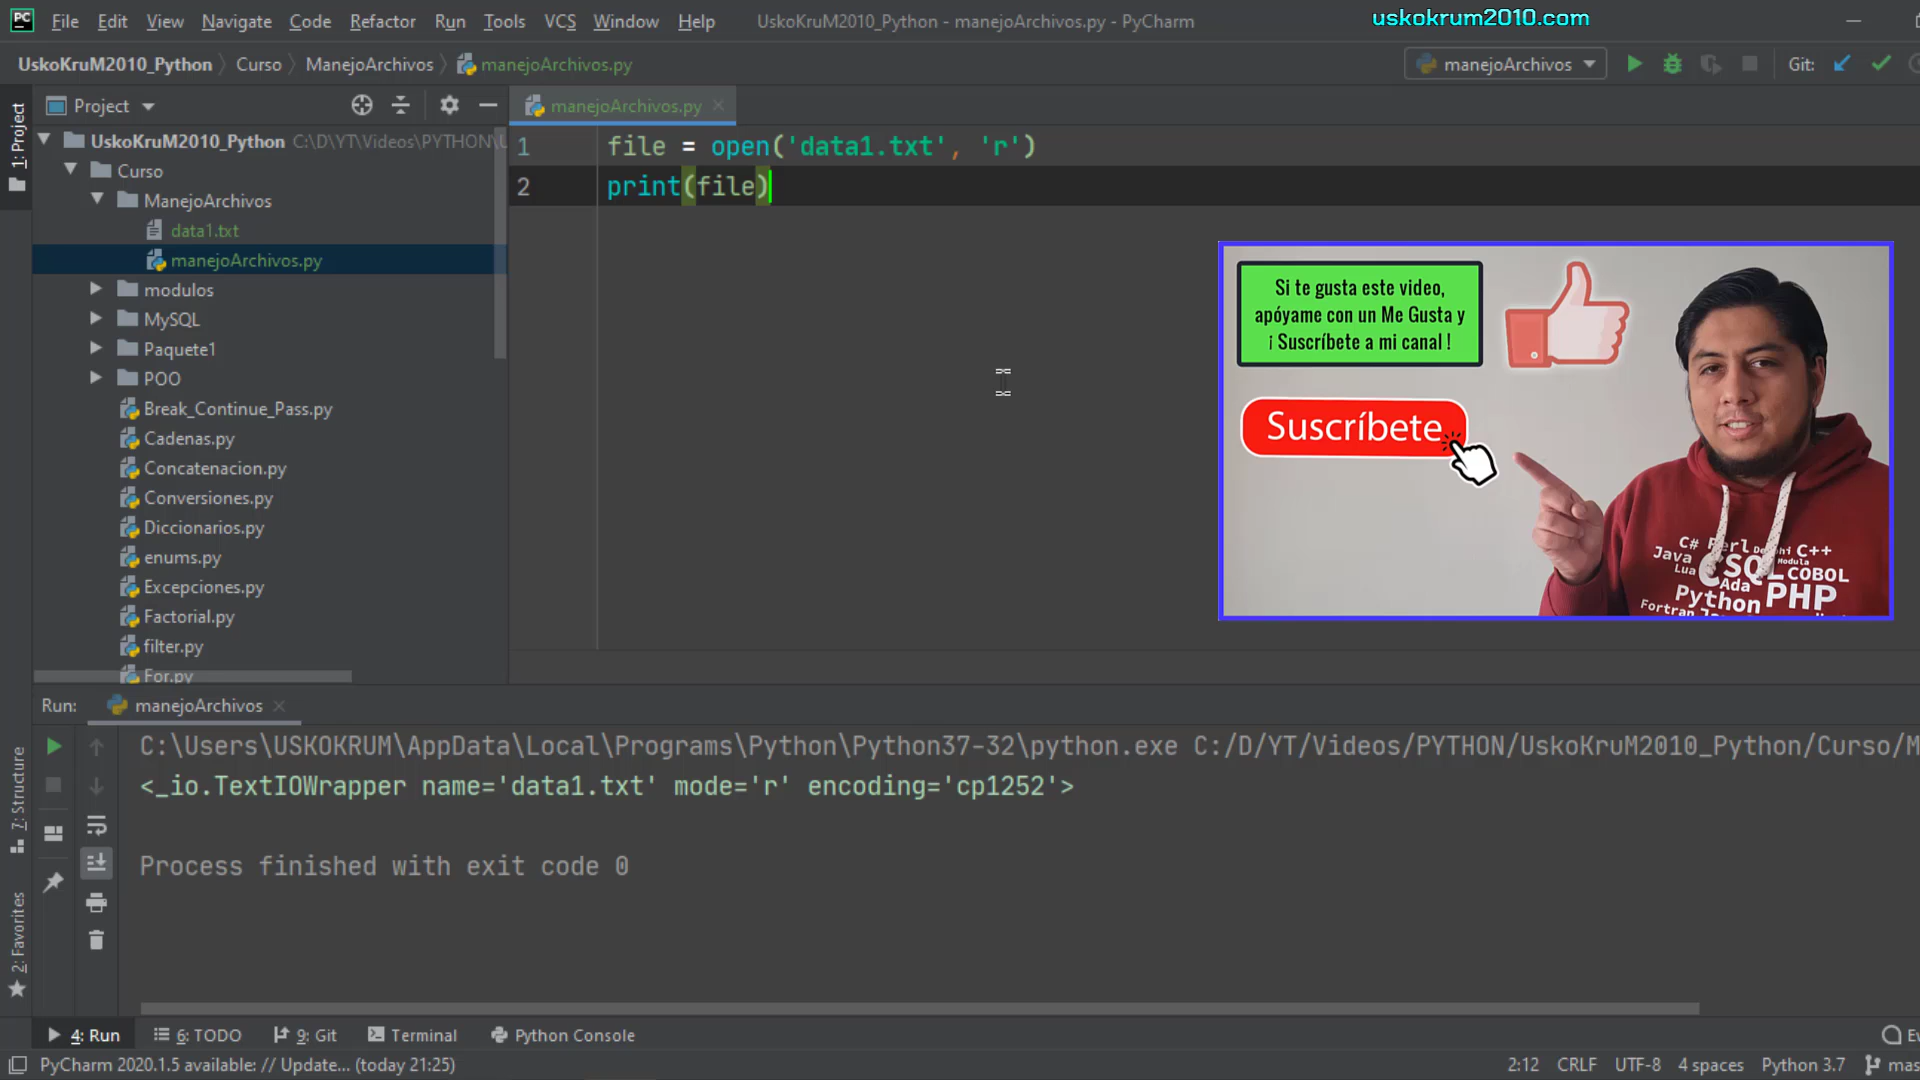 File Edit View Navigate Code Refactor Run Tools VCS Window Help UskoKruM2010_Python - manejoArchivos.py - PyCharm
uskokrum2010.com
UskoKruM2010_Python Curso ManejoArchivos manejoArchivos.py
manejoArchivos
Git:
1: Project
Project
manejoArchivos.py
UskoKruM2010_Python C:\D\YT\Videos\PYTHON\U
Curso
ManejoArchivos
data1.txt
manejoArchivos.py
modulos
MySQL
Paquete1
POO
Break_Continue_Pass.py
Cadenas.py
Concatenacion.py
Conversiones.py
Diccionarios.py
enums.py
Excepciones.py
Factorial.py
filter.py
For.py
1 file = open('data1.txt', 'r')
2 print(file)
Si te gusta este video,
apóyame con un Me Gusta y
¡ Suscríbete a mi canal !
Suscríbete
C# Perl Delphi C++
Java CSQL Modula
Lua Ada COBOL
Python PHP
Fortran
Run: manejoArchivos
C:\Users\USKOKRUM\AppData\Local\Programs\Python\Python37-32\python.exe C:/D/YT/Videos/PYTHON/UskoKruM2010_Python/Curso/M
<_io.TextIOWrapper name='data1.txt' mode='r' encoding='cp1252'>
Process finished with exit code 0
7: Structure
2: Favorites
4: Run 6: TODO 9: Git Terminal Python Console
Ev
PyCharm 2020.1.5 available: // Update... (today 21:25)
2:12 CRLF UTF-8 4 spaces Python 3.7 mas